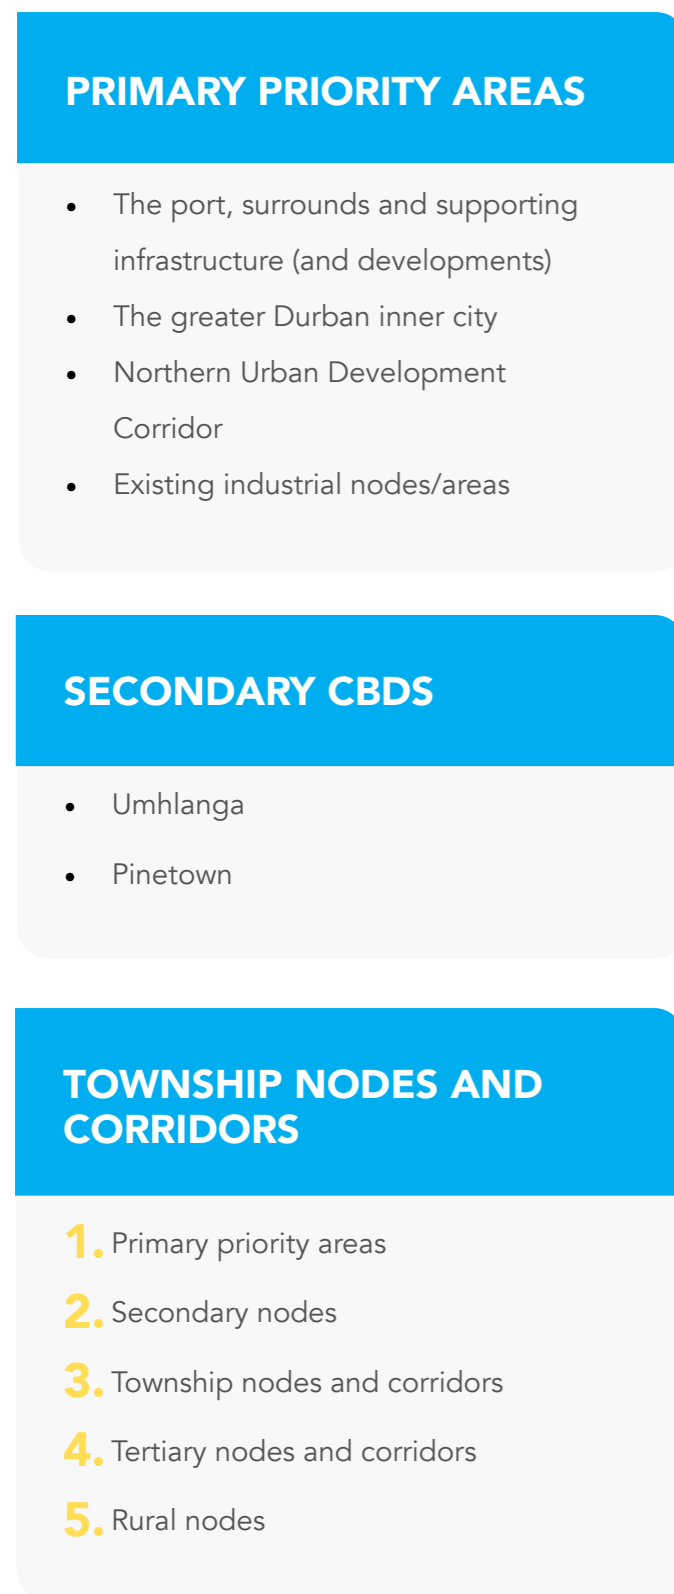 PRIMARY PRIORITY AREAS
• The port, surrounds and supporting
infrastructure (and developments)
• The greater Durban inner city
• Northern Urban Development
Corridor
• Existing industrial nodes/areas
SECONDARY CBDS
• Umhlanga
• Pinetown
TOWNSHIP NODES AND
CORRIDORS
1. Primary priority areas
2. Secondary nodes
3. Township nodes and corridors
4. Tertiary nodes and corridors
5. Rural nodes